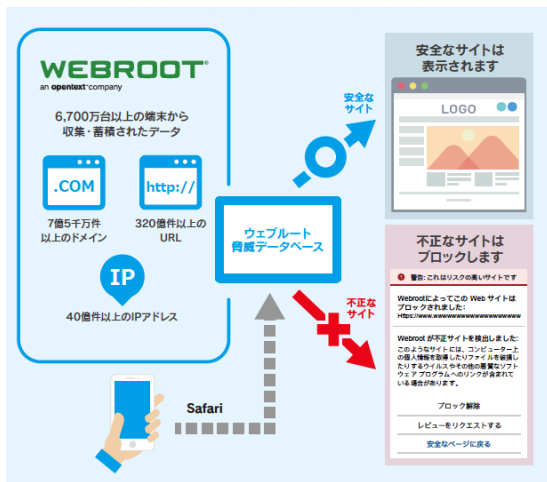 WEBROOT®
an opentext™ company
6,700万台以上の端末から
収集・蓄積されたデータ
.COM
http://
7億5千万件
以上のドメイン
320億件以上の
URL
IP
40億件以上のIPアドレス
ウェブルート
脅威データベース
Safari
安全な
サイト
不正な
サイト
安全なサイトは
表示されます
LOGO
不正なサイトは
ブロックします
警告: これはリスクの高いサイトです
Webrootによってこの Web サイトは
ブロックされました:
Webroot が不正サイトを検出しました:
このようなサイトには、コンピューター上
の個人情報を取得したりファイルを破損し
たりするウイルスやその他の悪質なソフト
ウェア プログラムへのリンクが含まれて
いる場合があります。
ブロック解除
レビューをリクエストする
安全なページに戻る